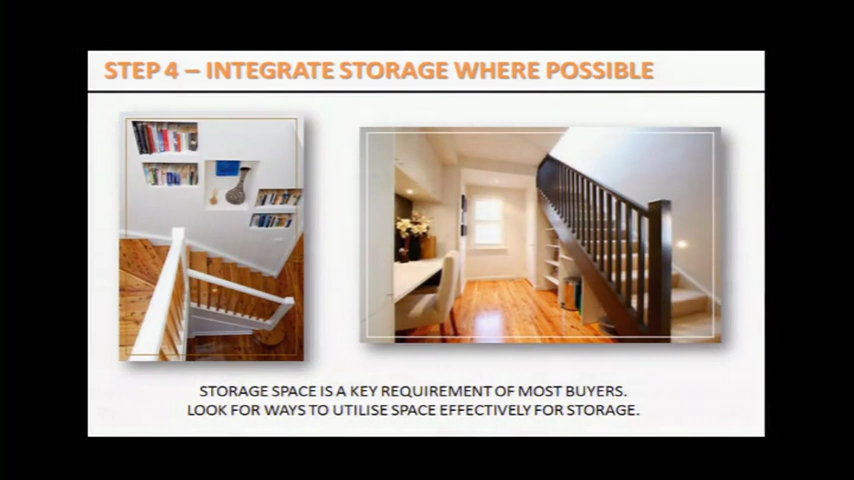 STEP 4 – INTEGRATE STORAGE WHERE POSSIBLE
STORAGE SPACE IS A KEY REQUIREMENT OF MOST BUYERS.
LOOK FOR WAYS TO UTILISE SPACE EFFECTIVELY FOR STORAGE.